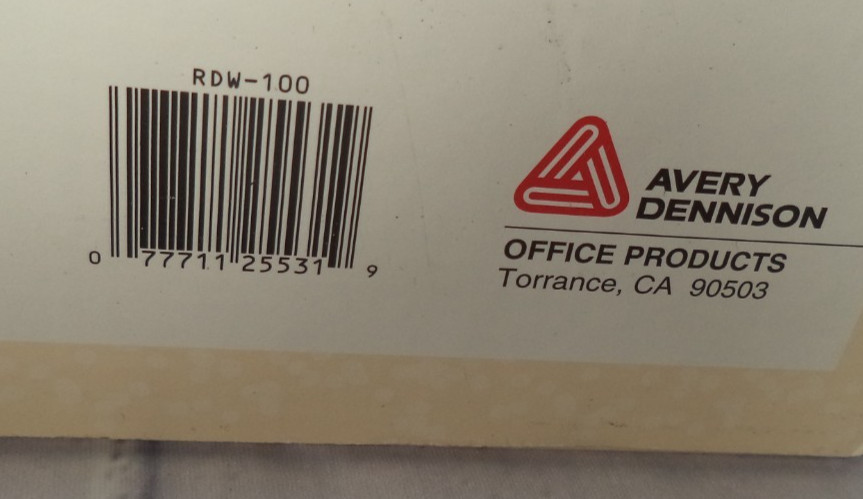 RDW-100
0 77711 25531 9
AVERY
DENNISON
OFFICE PRODUCTS
Torrance, CA 90503